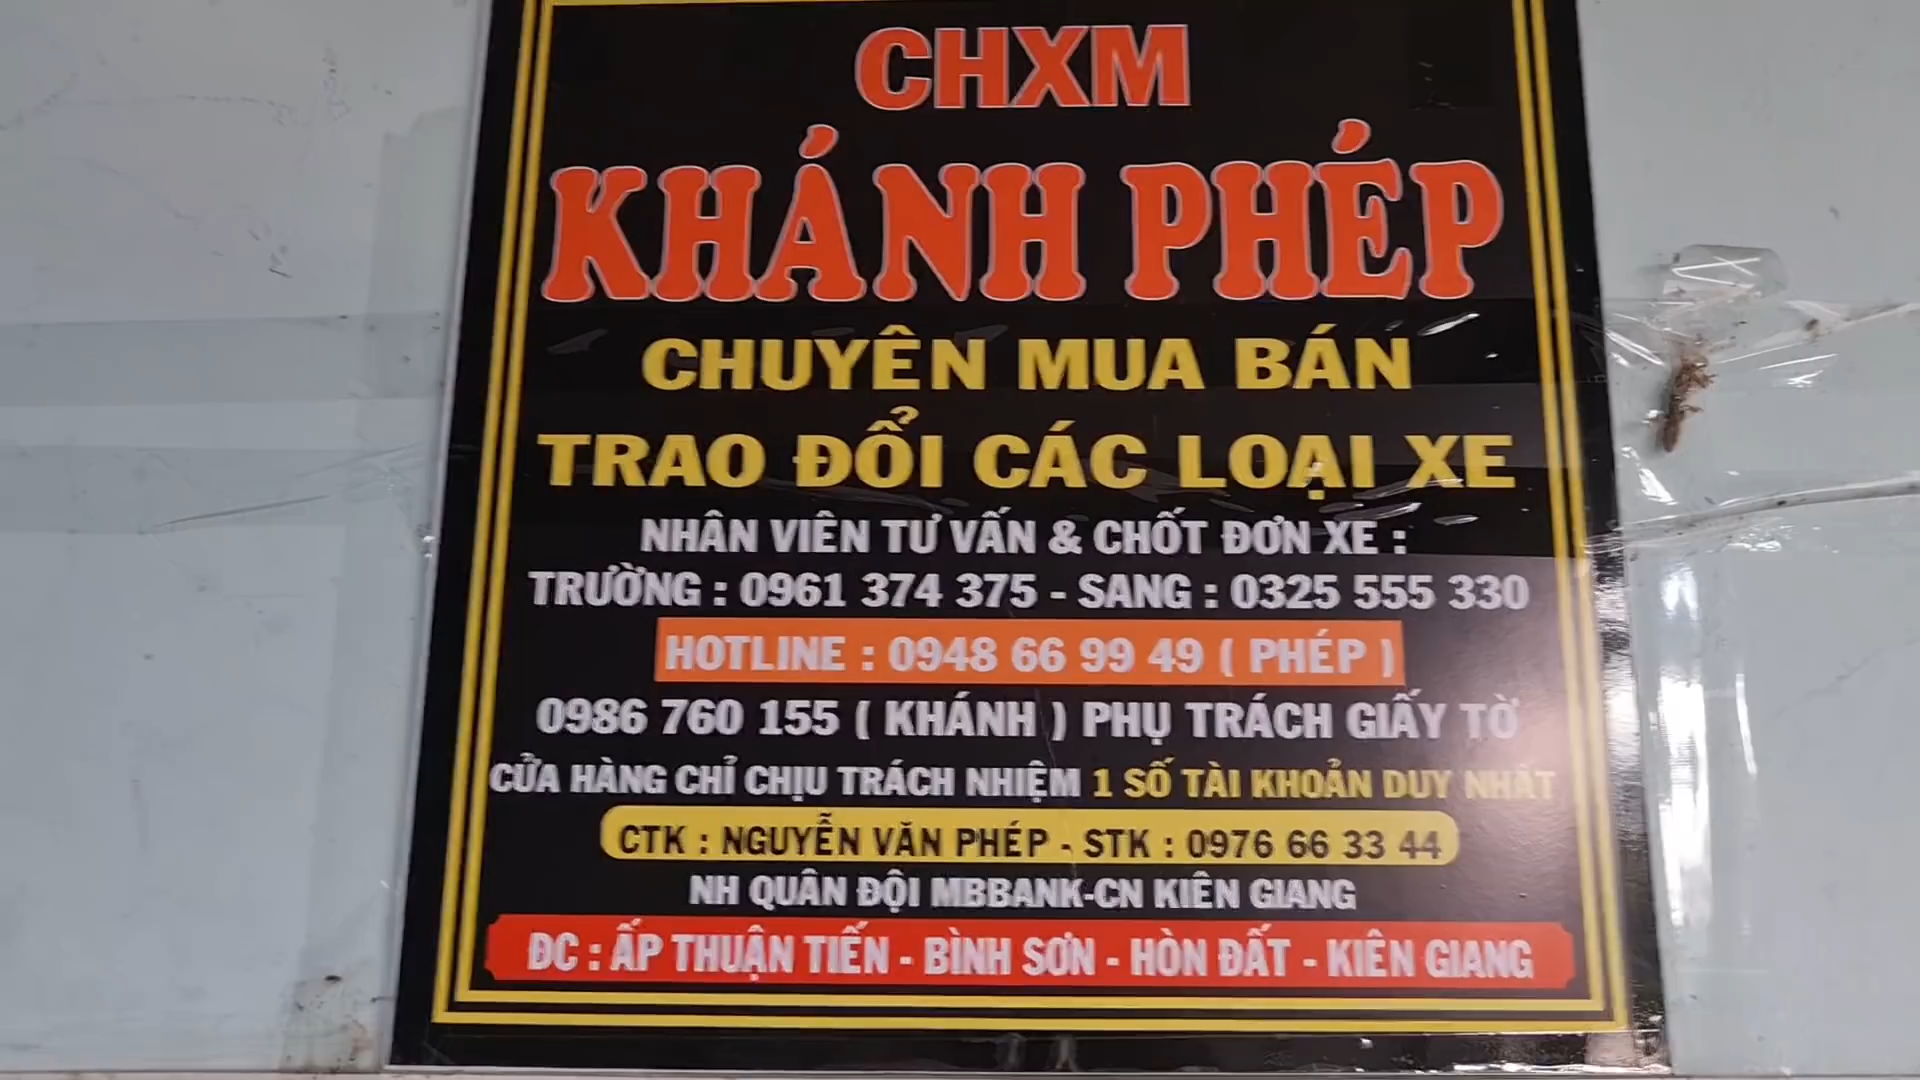 CHXM
KHÁNH PHÉP
CHUYÊN MUA BÁN
TRAO ĐỔI CÁC LOẠI XE
NHÂN VIÊN TƯ VẤN & CHỐT ĐƠN XE :
TRƯỜNG : 0961 374 375 - SANG : 0325 555 330
HOTLINE : 0948 66 99 49 ( PHÉP )
0986 760 155 ( KHÁNH ) PHỤ TRÁCH GIẤY TỜ
CỬA HÀNG CHỈ CHỊU TRÁCH NHIỆM 1 SỐ TÀI KHOẢN DUY NHẤT
CTK : NGUYỄN VĂN PHÉP - STK : 0976 66 33 44
NH QUÂN ĐỘI MBBANK-CN KIÊN GIANG
ĐC : ẤP THUẬN TIẾN - BÌNH SƠN - HÒN ĐẤT - KIÊN GIANG